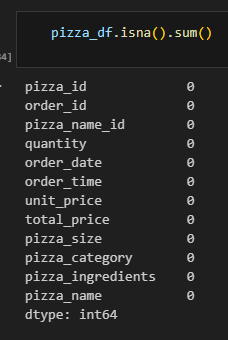 pizza_df.isna().sum()
34]
pizza_id 0
order_id 0
pizza_name_id 0
quantity 0
order_date 0
order_time 0
unit_price 0
total_price 0
pizza_size 0
pizza_category 0
pizza_ingredients 0
pizza_name 0
dtype: int64